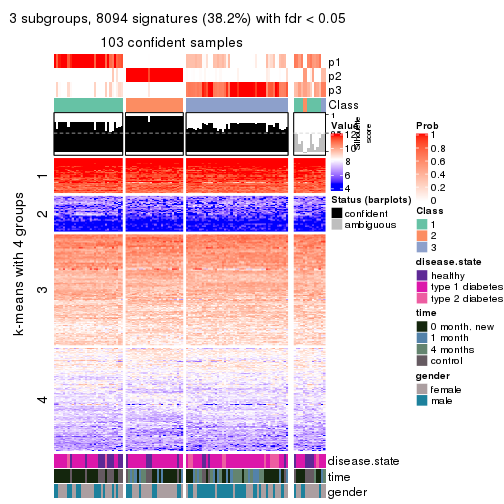 3 subgroups, 8094 signatures (38.2%) with fdr < 0.05
103 confident samples
p1
p2
p3
Class
1
0.5
0
Silhouette
score
k-means with 4 groups
1
2
3
4
disease.state
time
gender
Value
12
10
8
6
4
Status (barplots)
confident
ambiguous
Prob
1
0.8
0.6
0.4
0.2
0
Class
1
2
3
disease.state
healthy
type 1 diabetes
type 2 diabetes
time
0 month, new
1 month
4 months
control
gender
female
male